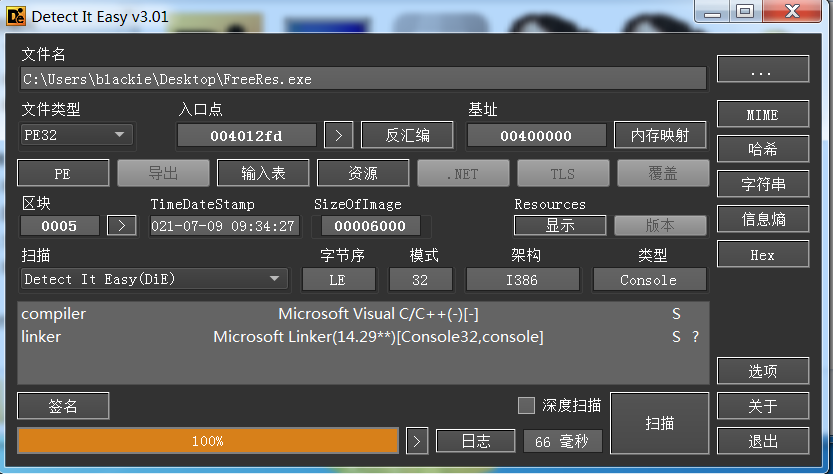 Detect It Easy v3.01
文件名
C:\Users\blackie\Desktop\FreeRes.exe
...
文件类型 入口点 基址
PE32 004012fd > 反汇编 00400000 内存映射
MIME
PE 导出 输入表 资源 .NET TLS 覆盖
哈希
区块 TimeDateStamp SizeOfImage Resources
字符串
0005 > 021-07-09 09:34:27 00006000 显示 版本
信息熵
扫描 字节序 模式 架构 类型
Hex
Detect It Easy(DiE) LE 32 I386 Console
compiler Microsoft Visual C/C++(-)[-] S
linker Microsoft Linker(14.29**)[Console32,console] S ?
选项
签名 深度扫描 扫描 关于
100% > 日志 66 毫秒 退出